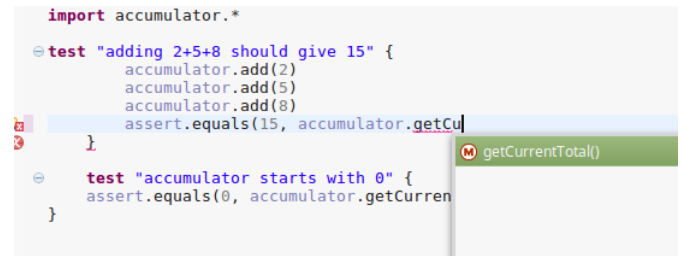 import accumulator.*
test "adding 2+5+8 should give 15" {
accumulator.add(2)
accumulator.add(5)
accumulator.add(8)
assert.equals(15, accumulator.getCu
}
M getCurrentTotal()
test "accumulator starts with 0" {
assert.equals(0, accumulator.getCurren
}